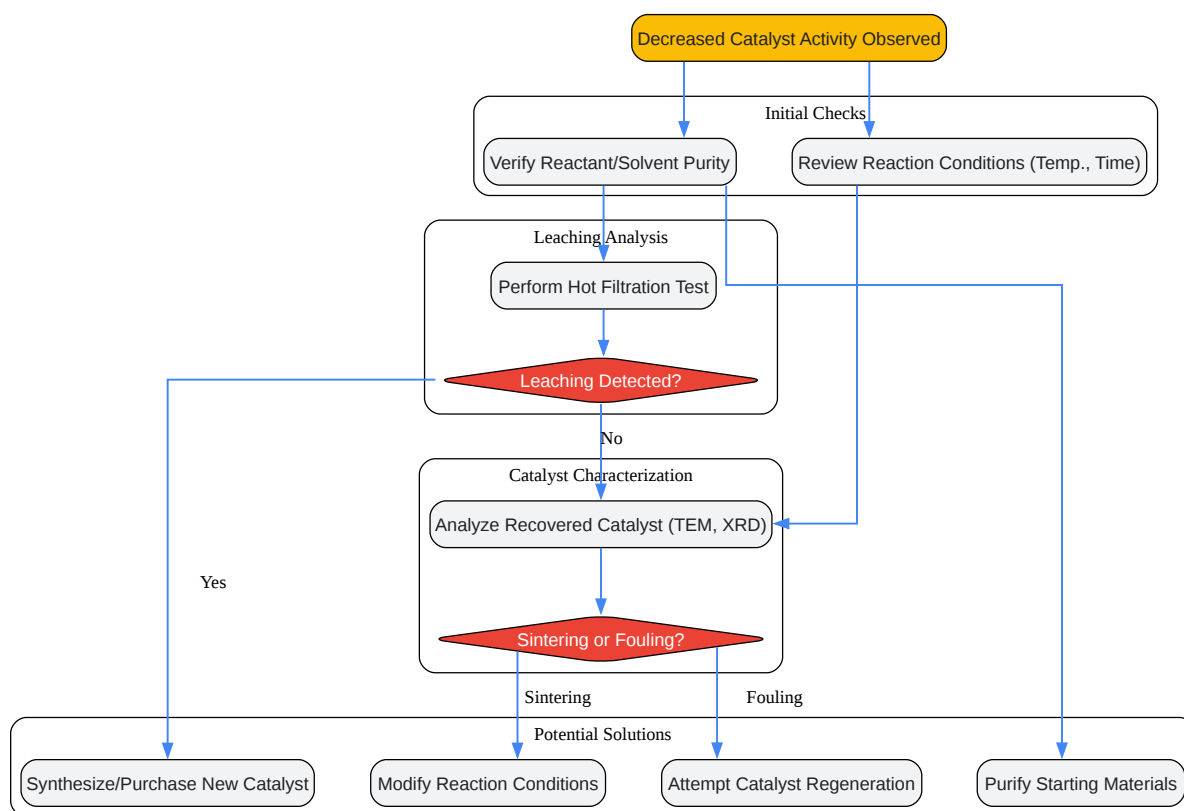 Decreased Catalyst Activity Observed
Initial Checks
Verify Reactant/Solvent Purity
Review Reaction Conditions (Temp., Time)
Leaching Analysis
Perform Hot Filtration Test
Leaching Detected?
No
Catalyst Characterization
Analyze Recovered Catalyst (TEM, XRD)
Yes
Sintering or Fouling?
Sintering
Fouling
Potential Solutions
Synthesize/Purchase New Catalyst
Modify Reaction Conditions
Attempt Catalyst Regeneration
Purify Starting Materials